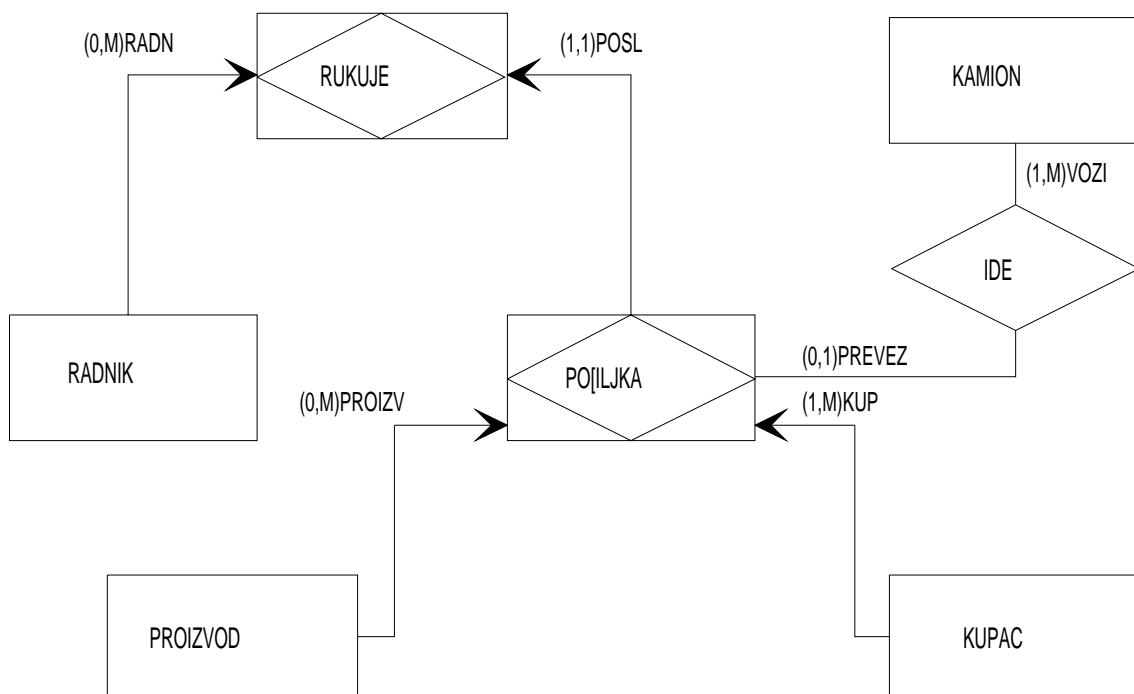 (0,M)RADN
RUKUJE
(1,1)POSL
KAMION
(1,M)VOZI
IDE
RADNIK
PO[ILJKA
(0,1)PREVEZ
(0,M)PROIZV
(1,M)KUP
PROIZVOD
KUPAC